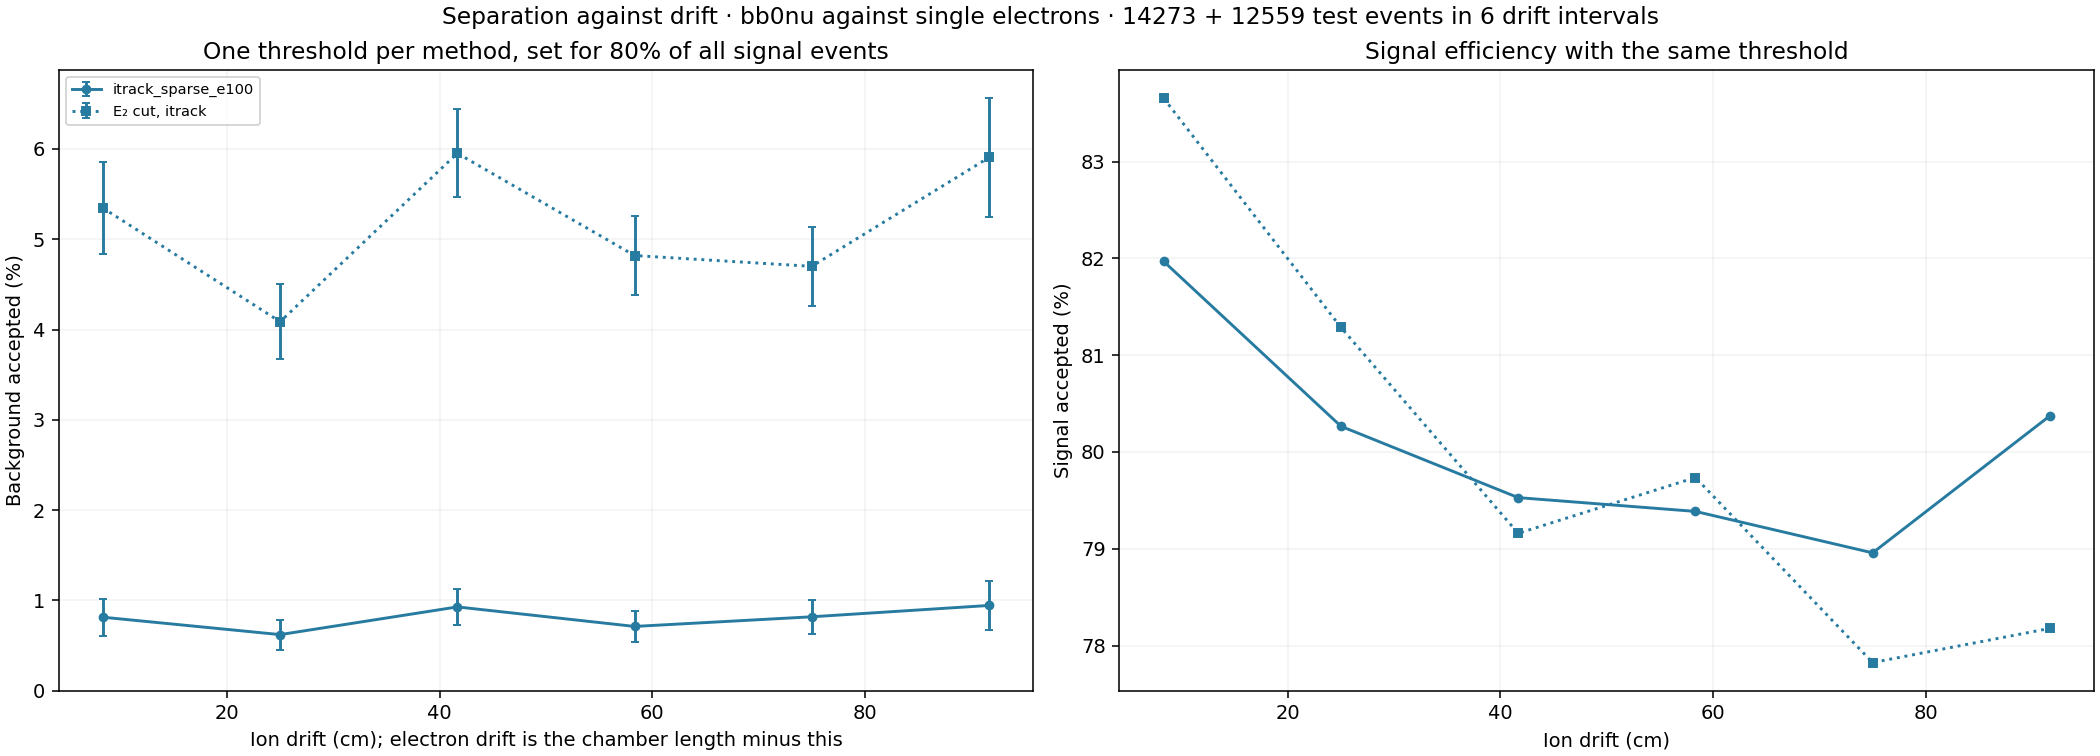 Separation against drift · bb0nu against single electrons · 14273 + 12559 test events in 6 drift intervals
One threshold per method, set for 80% of all signal events
itrack_sparse_e100
E₂ cut, itrack
Background accepted (%)
6
5
4
3
2
1
0
20 40 60 80
Ion drift (cm); electron drift is the chamber length minus this
Signal efficiency with the same threshold
Signal accepted (%)
83
82
81
80
79
78
20 40 60 80
Ion drift (cm)